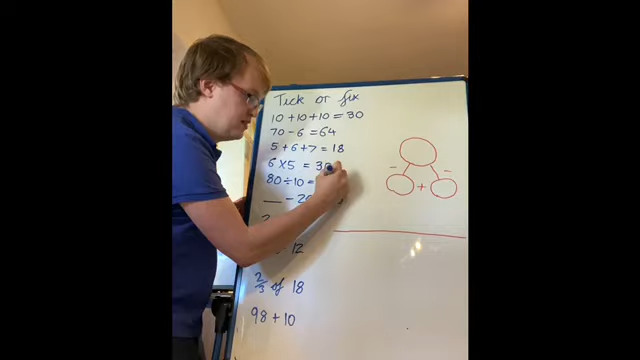 Tick or fix
10 + 10 + 10 = 30
70 - 6 = 64
5 + 6 + 7 = 18
6 x 5 = 30
80 ÷ 10 =
__ - 20
- 12
2/3 of 18
98 + 10
- -
+